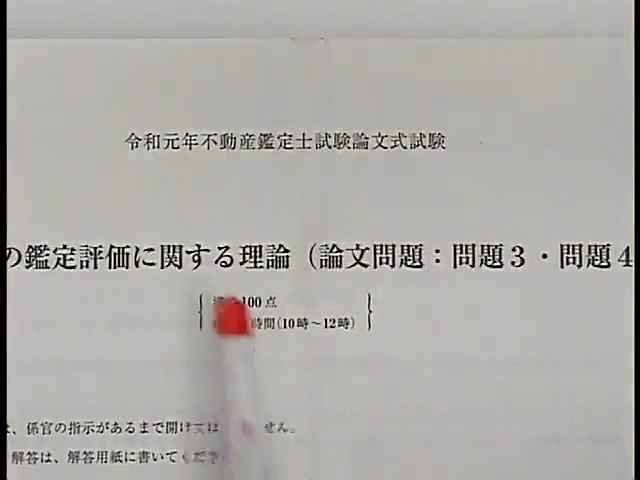 令和元年不動産鑑定士試験論文式試験
の鑑定評価に関する理論（論文問題：問題３・問題４
100点
時間（10時～12時）
、係官の指示があるまで開けては　せん。
解答は、解答用紙に書いてくださ